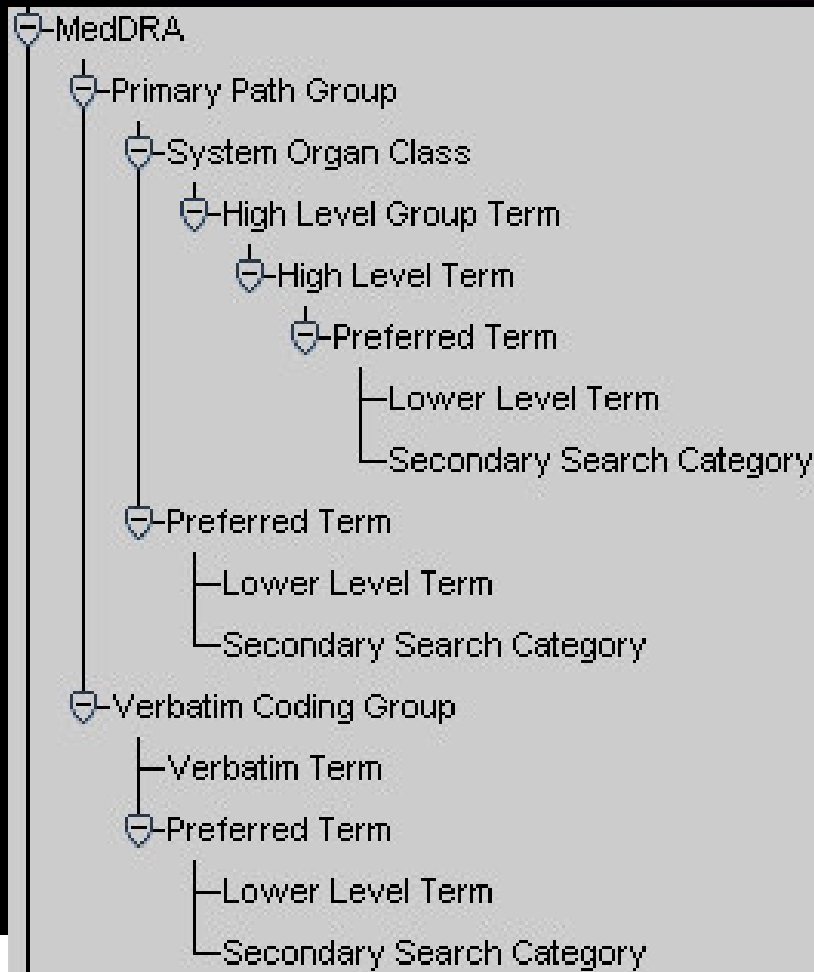 MedDRA
Primary Path Group
System Organ Class
High Level Group Term
High Level Term
Preferred Term
Lower Level Term
Secondary Search Category
Preferred Term
Lower Level Term
Secondary Search Category
Verbatim Coding Group
Verbatim Term
Preferred Term
Lower Level Term
Secondary Search Category